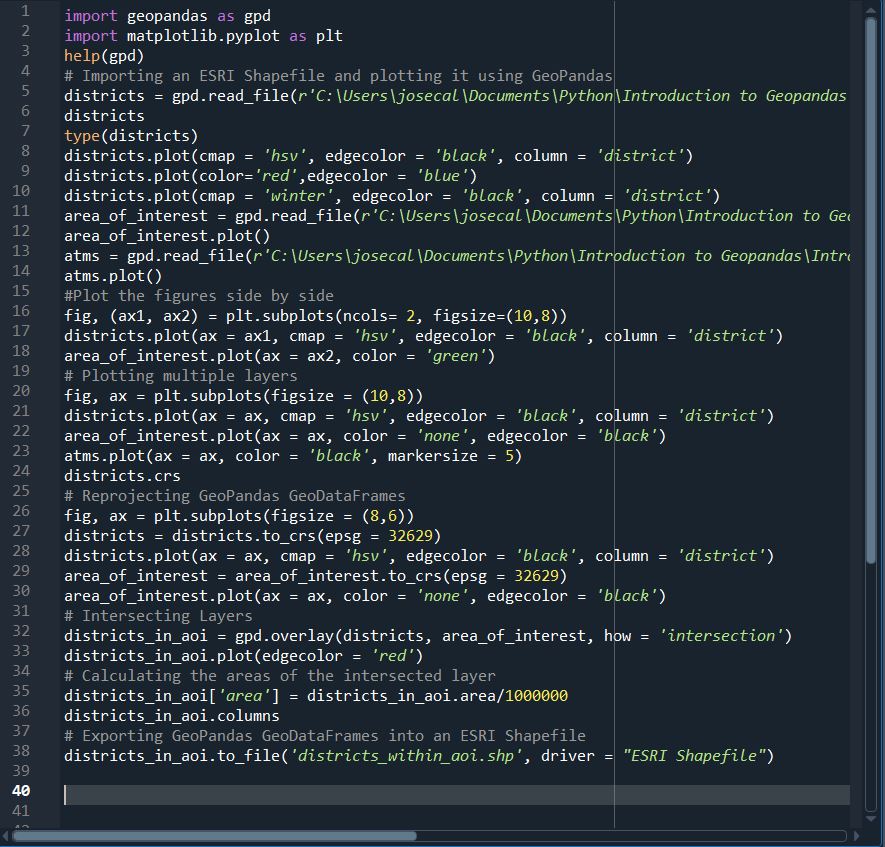 1 import geopandas as gpd
2 import matplotlib.pyplot as plt
3 help(gpd)
4 # Importing an ESRI Shapefile and plotting it using GeoPandas
5 districts = gpd.read_file(r'C:\Users\josecal\Documents\Python\Introduction to Geopandas
6 districts
7 type(districts)
8 districts.plot(cmap = 'hsv', edgecolor = 'black', column = 'district')
9 districts.plot(color='red',edgecolor = 'blue')
10 districts.plot(cmap = 'winter', edgecolor = 'black', column = 'district')
11 area_of_interest = gpd.read_file(r'C:\Users\josecal\Documents\Python\Introduction to Geo
12 area_of_interest.plot()
13 atms = gpd.read_file(r'C:\Users\josecal\Documents\Python\Introduction to Geopandas\Intro
14 atms.plot()
15 #Plot the figures side by side
16 fig, (ax1, ax2) = plt.subplots(ncols= 2, figsize=(10,8))
17 districts.plot(ax = ax1, cmap = 'hsv', edgecolor = 'black', column = 'district')
18 area_of_interest.plot(ax = ax2, color = 'green')
19 # Plotting multiple layers
20 fig, ax = plt.subplots(figsize = (10,8))
21 districts.plot(ax = ax, cmap = 'hsv', edgecolor = 'black', column = 'district')
22 area_of_interest.plot(ax = ax, color = 'none', edgecolor = 'black')
23 atms.plot(ax = ax, color = 'black', markersize = 5)
24 districts.crs
25 # Reprojecting GeoPandas GeoDataFrames
26 fig, ax = plt.subplots(figsize = (8,6))
27 districts = districts.to_crs(epsg = 32629)
28 districts.plot(ax = ax, cmap = 'hsv', edgecolor = 'black', column = 'district')
29 area_of_interest = area_of_interest.to_crs(epsg = 32629)
30 area_of_interest.plot(ax = ax, color = 'none', edgecolor = 'black')
31 # Intersecting Layers
32 districts_in_aoi = gpd.overlay(districts, area_of_interest, how = 'intersection')
33 districts_in_aoi.plot(edgecolor = 'red')
34 # Calculating the areas of the intersected layer
35 districts_in_aoi['area'] = districts_in_aoi.area/1000000
36 districts_in_aoi.columns
37 # Exporting GeoPandas GeoDataFrames into an ESRI Shapefile
38 districts_in_aoi.to_file('districts_within_aoi.shp', driver = "ESRI Shapefile")
39
40
41